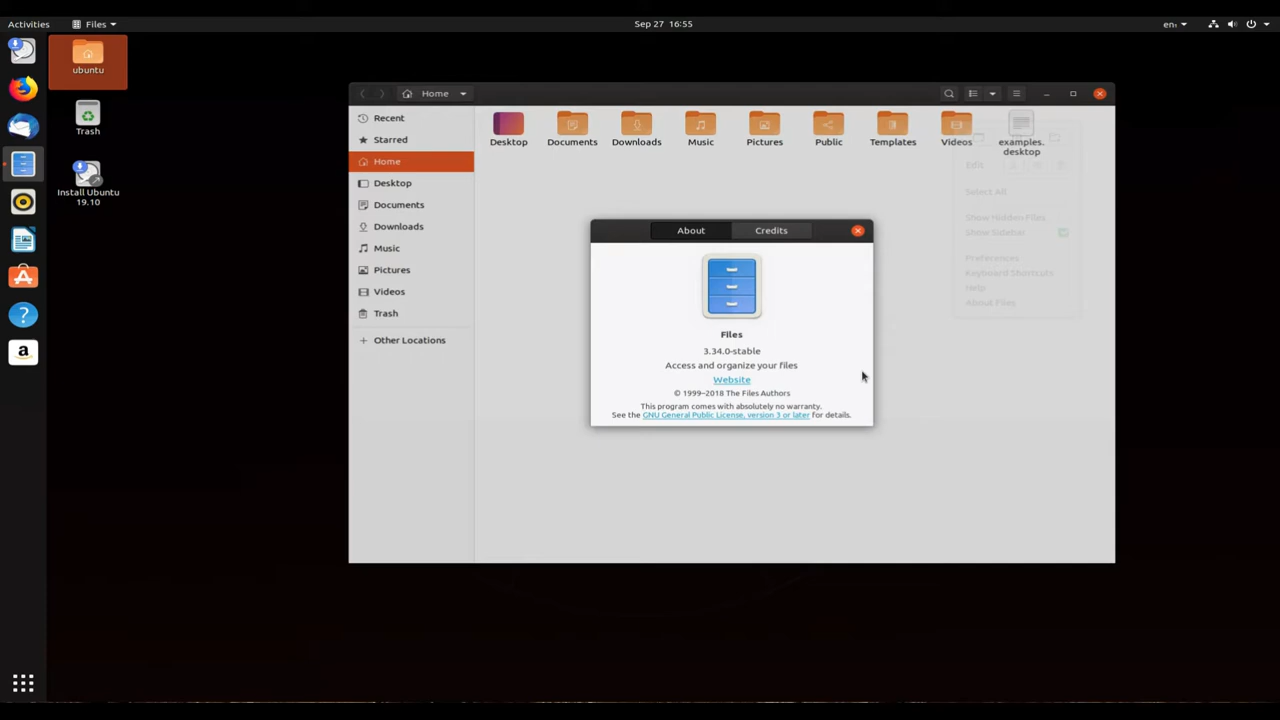 Activities
Files
Sep 27 16:55
en₁
ubuntu
Trash
Install Ubuntu
19.10
Home
Recent
Starred
Home
Desktop
Documents
Downloads
Music
Pictures
Videos
Trash
Other Locations
Desktop
Documents
Downloads
Music
Pictures
Public
Templates
Videos
examples.
desktop
Edit
Select All
Show Hidden Files
Show Sidebar
Preferences
Keyboard Shortcuts
Help
About Files
About
Credits
Files
3.34.0-stable
Access and organize your files
Website
© 1999–2018 The Files Authors
This program comes with absolutely no warranty.
See the GNU General Public License, version 3 or later for details.